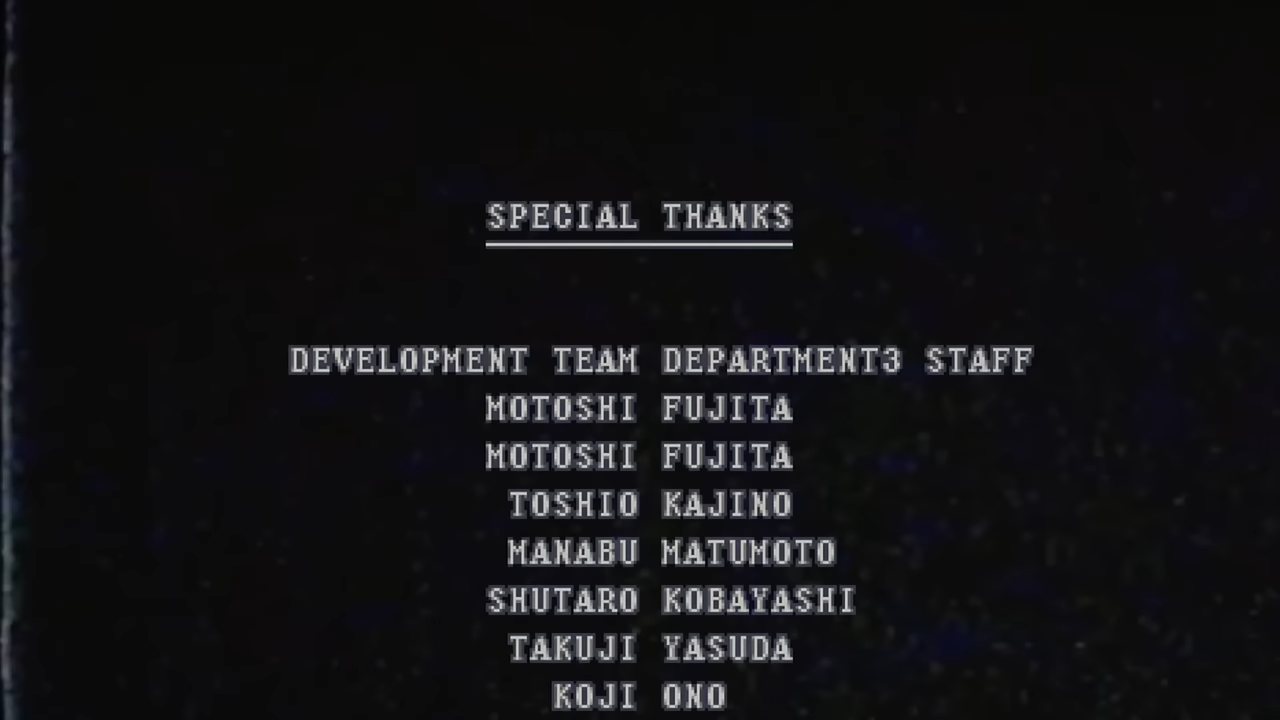 SPECIAL THANKS
DEVELOPMENT TEAM DEPARTMENT3 STAFF
MOTOSHI FUJITA
MOTOSHI FUJITA
TOSHIO KAJINO
MANABU MATUMOTO
SHUTARO KOBAYASHI
TAKUJI YASUDA
KOJI ONO